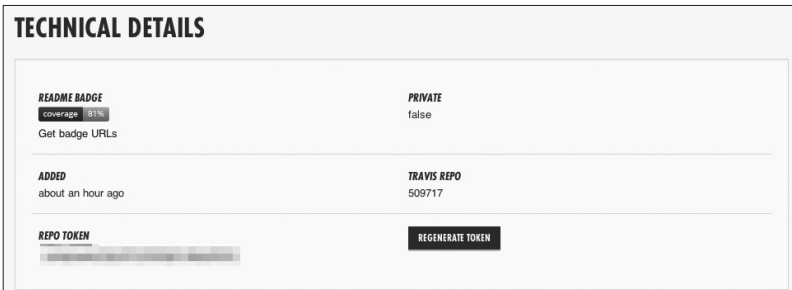 TECHNICAL DETAILS
README BADGE
coverage 81%
Get badge URLs
PRIVATE
false
ADDED
about an hour ago
TRAVIS REPO
509717
REPO TOKEN
REGENERATE TOKEN